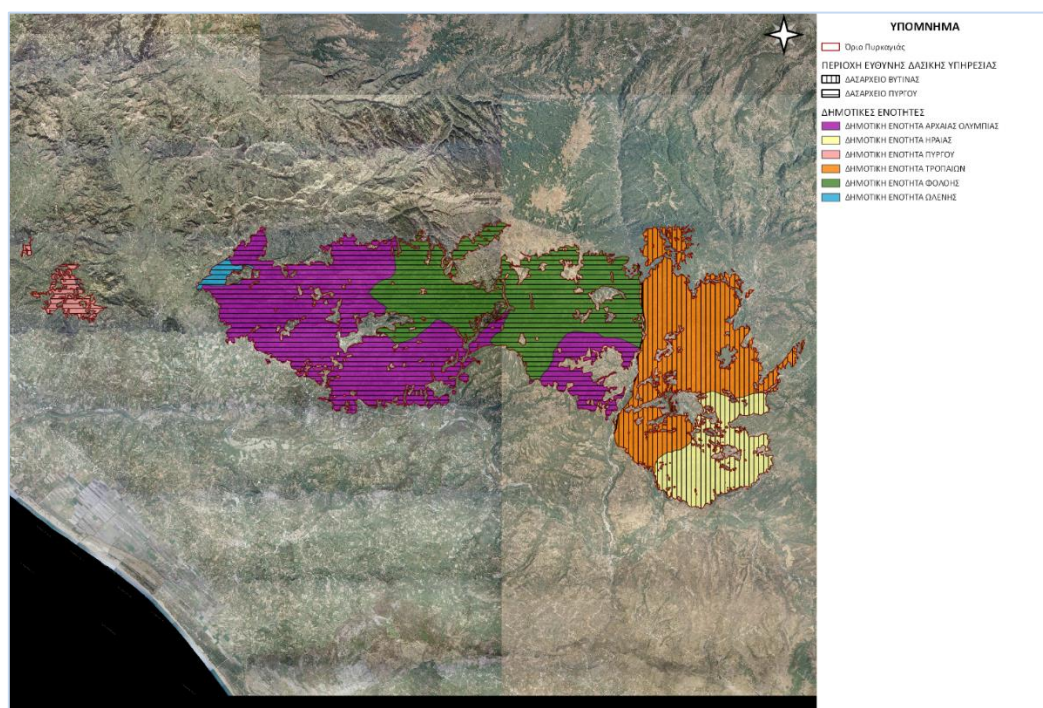 ΥΠΟΜΝΗΜΑ
Όριο Πυρκαγιάς
ΠΕΡΙΟΧΗ ΕΥΘΥΝΗΣ ΔΑΣΙΚΗΣ ΥΠΗΡΕΣΙΑΣ
ΔΑΣΑΡΧΕΙΟ ΒΥΤΙΝΑΣ
ΔΑΣΑΡΧΕΙΟ ΠΥΡΓΟΥ
ΔΗΜΟΤΙΚΕΣ ΕΝΟΤΗΤΕΣ
ΔΗΜΟΤΙΚΗ ΕΝΟΤΗΤΑ ΑΡΧΑΙΑΣ ΟΛΥΜΠΙΑΣ
ΔΗΜΟΤΙΚΗ ΕΝΟΤΗΤΑ ΗΡΑΙΑΣ
ΔΗΜΟΤΙΚΗ ΕΝΟΤΗΤΑ ΠΥΡΓΟΥ
ΔΗΜΟΤΙΚΗ ΕΝΟΤΗΤΑ ΤΡΟΠΑΙΩΝ
ΔΗΜΟΤΙΚΗ ΕΝΟΤΗΤΑ ΦΟΛΟΗΣ
ΔΗΜΟΤΙΚΗ ΕΝΟΤΗΤΑ ΩΛΕΝΗΣ